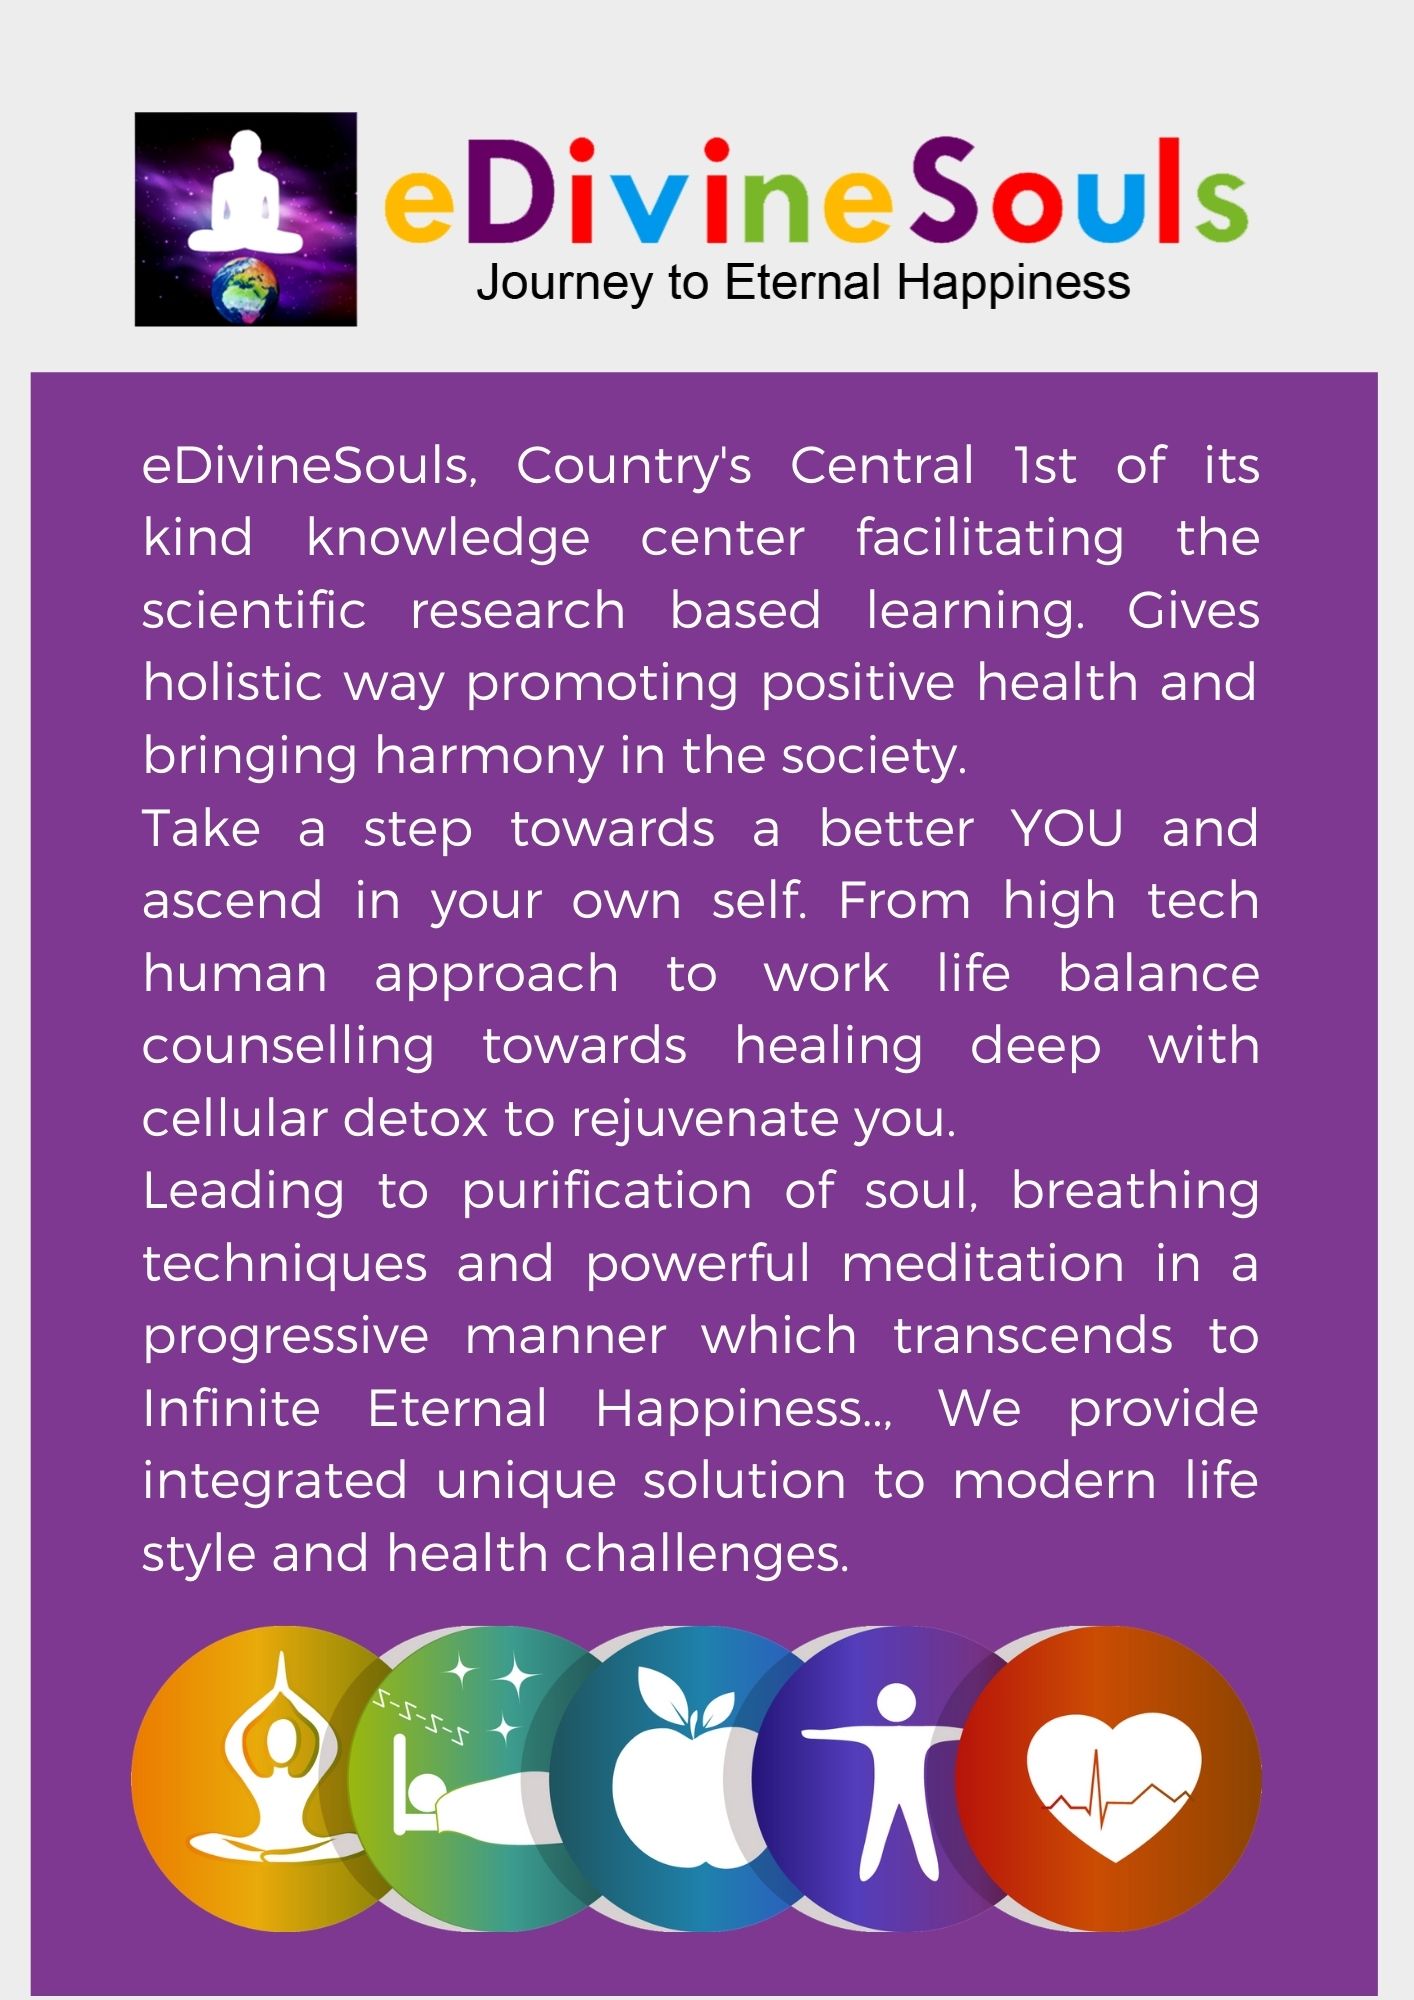 eDivineSouls
Journey to Eternal Happiness
eDivineSouls, Country's Central 1st of its
kind knowledge center facilitating the
scientific research based learning. Gives
holistic way promoting positive health and
bringing harmony in the society.
Take a step towards a better YOU and
ascend in your own self. From high tech
human approach to work life balance
counselling towards healing deep with
cellular detox to rejuvenate you.
Leading to purification of soul, breathing
techniques and powerful meditation in a
progressive manner which transcends to
Infinite Eternal Happiness.., We provide
integrated unique solution to modern life
style and health challenges.